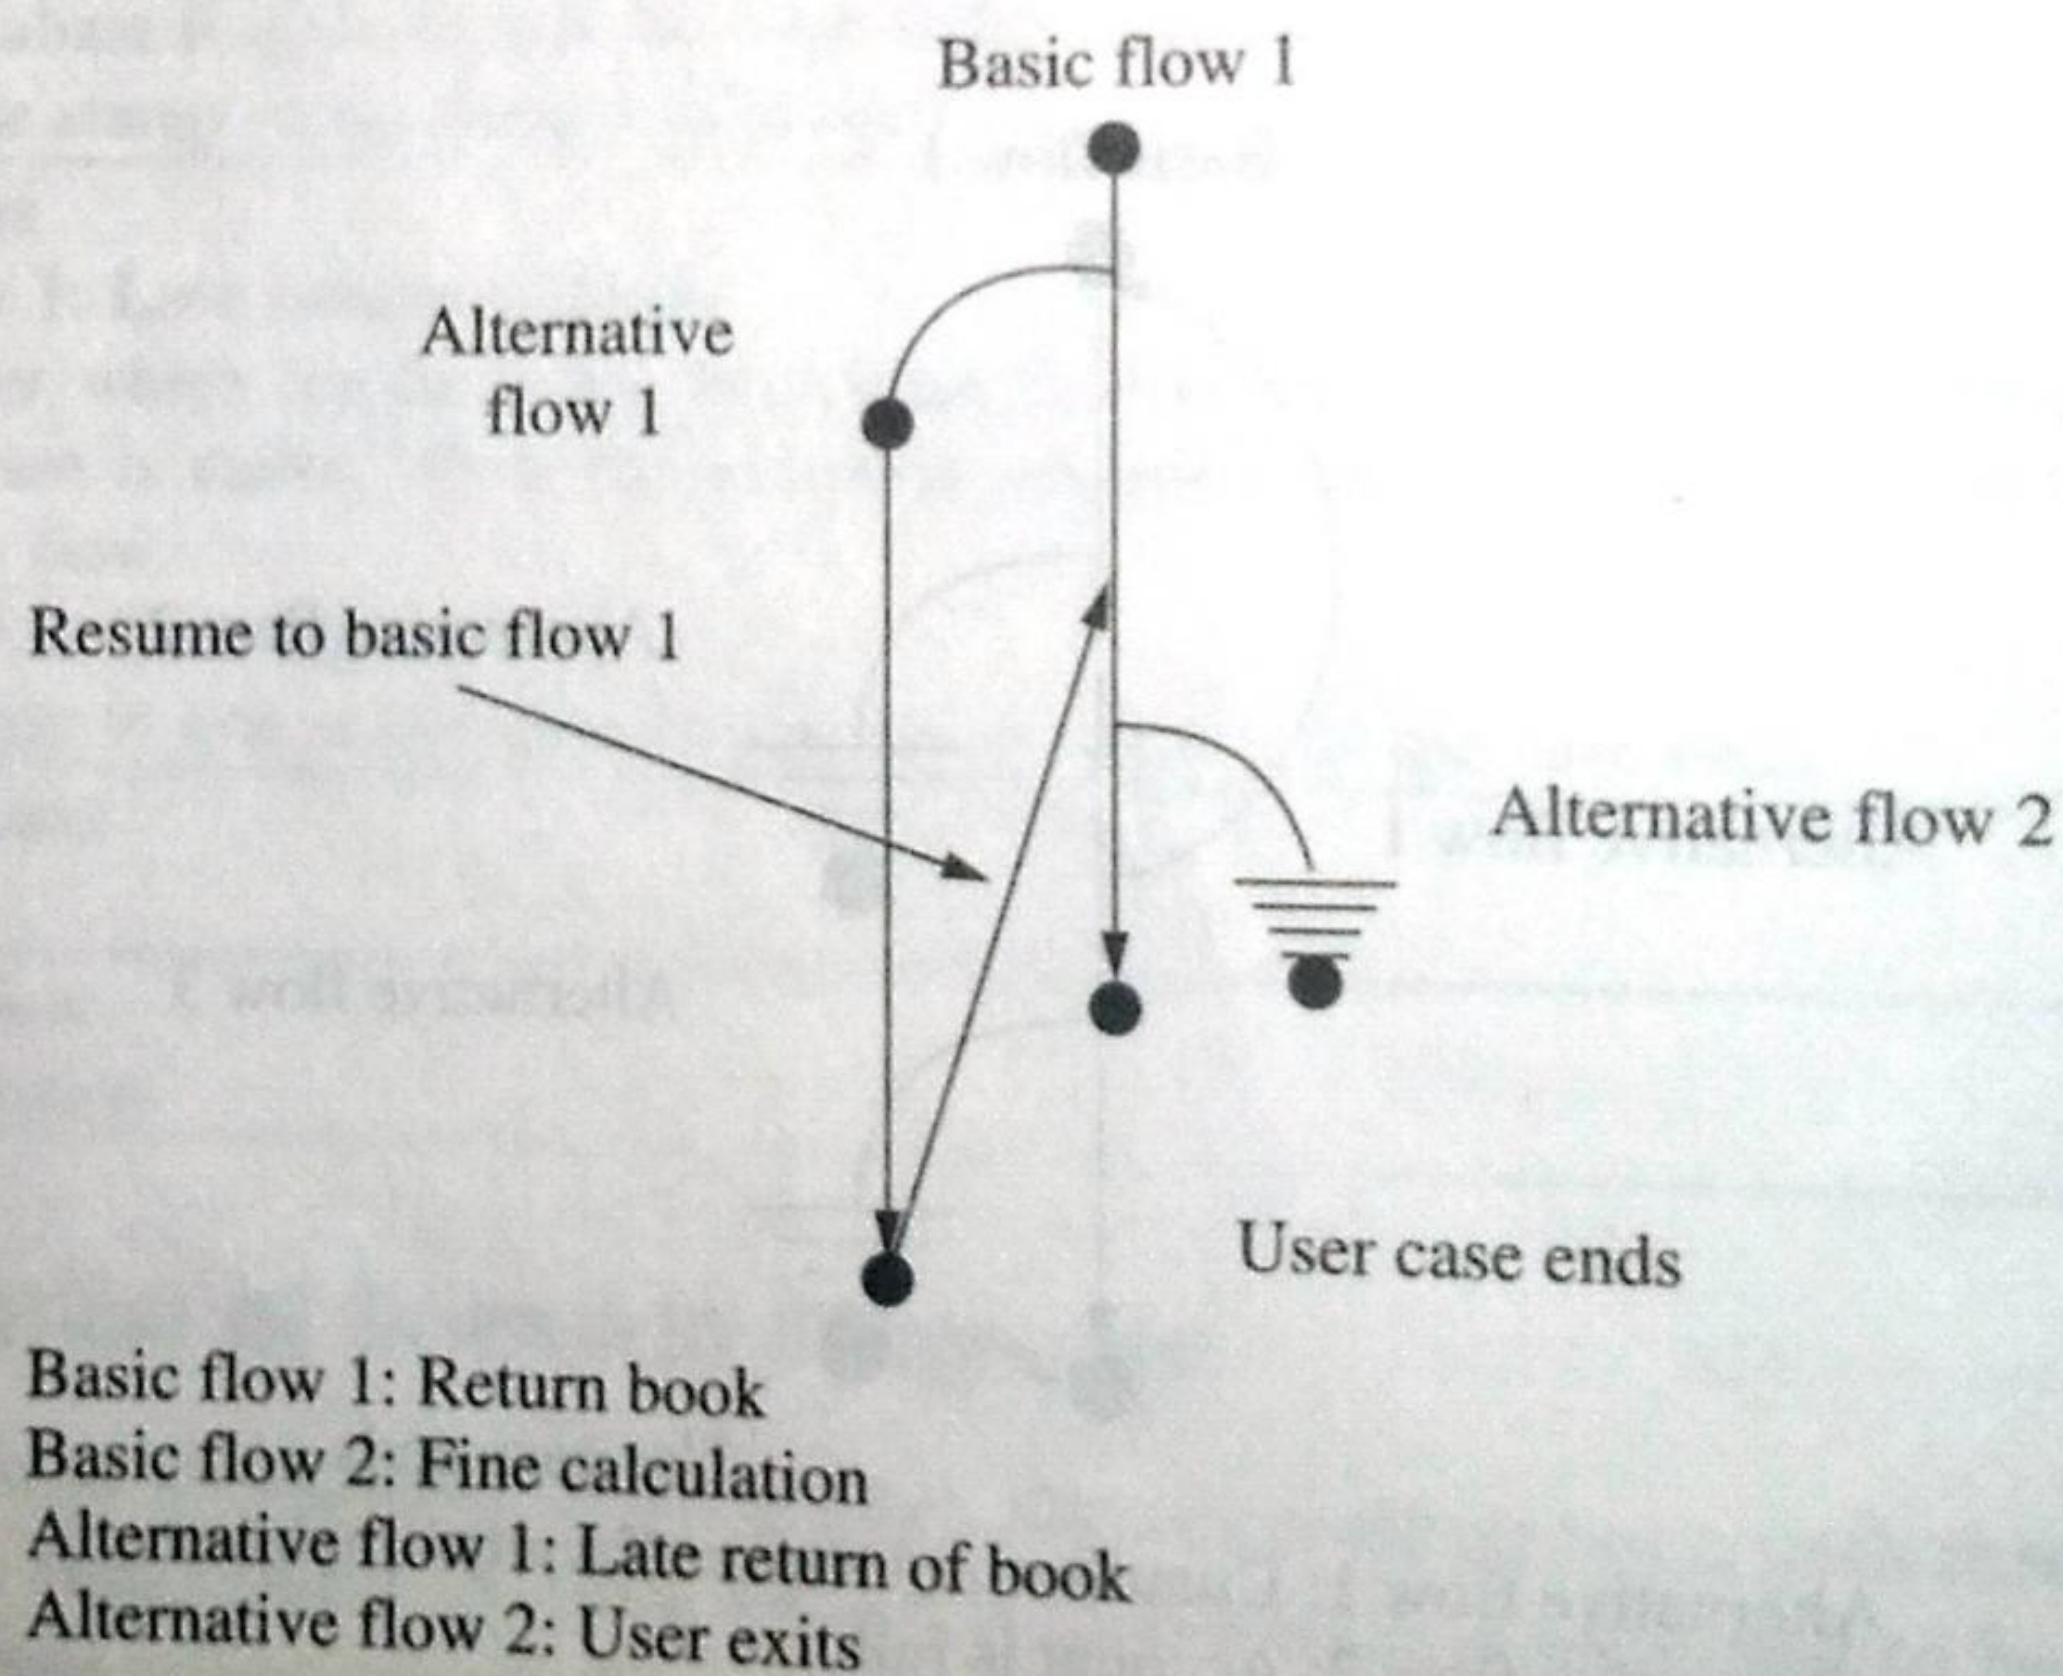 Basic flow 1
Alternative
flow 1
Resume to basic flow 1
Alternative flow 2
User case ends
Basic flow 1: Return book
Basic flow 2: Fine calculation
Alternative flow 1: Late return of book
Alternative flow 2: User exits